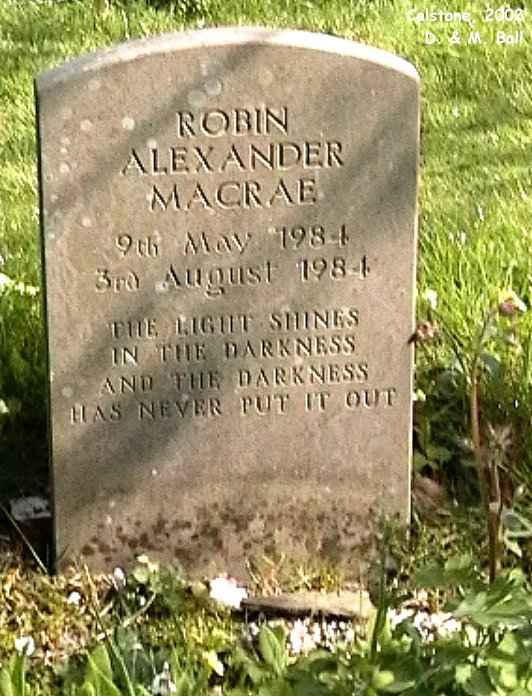 Calstone, 2008
D. & M. Ball
ROBIN
ALEXANDER
MACRAE
9th May 1984
3rd August 1984
THE LIGHT SHINES
IN THE DARKNESS
AND THE DARKNESS
HAS NEVER PUT IT OUT